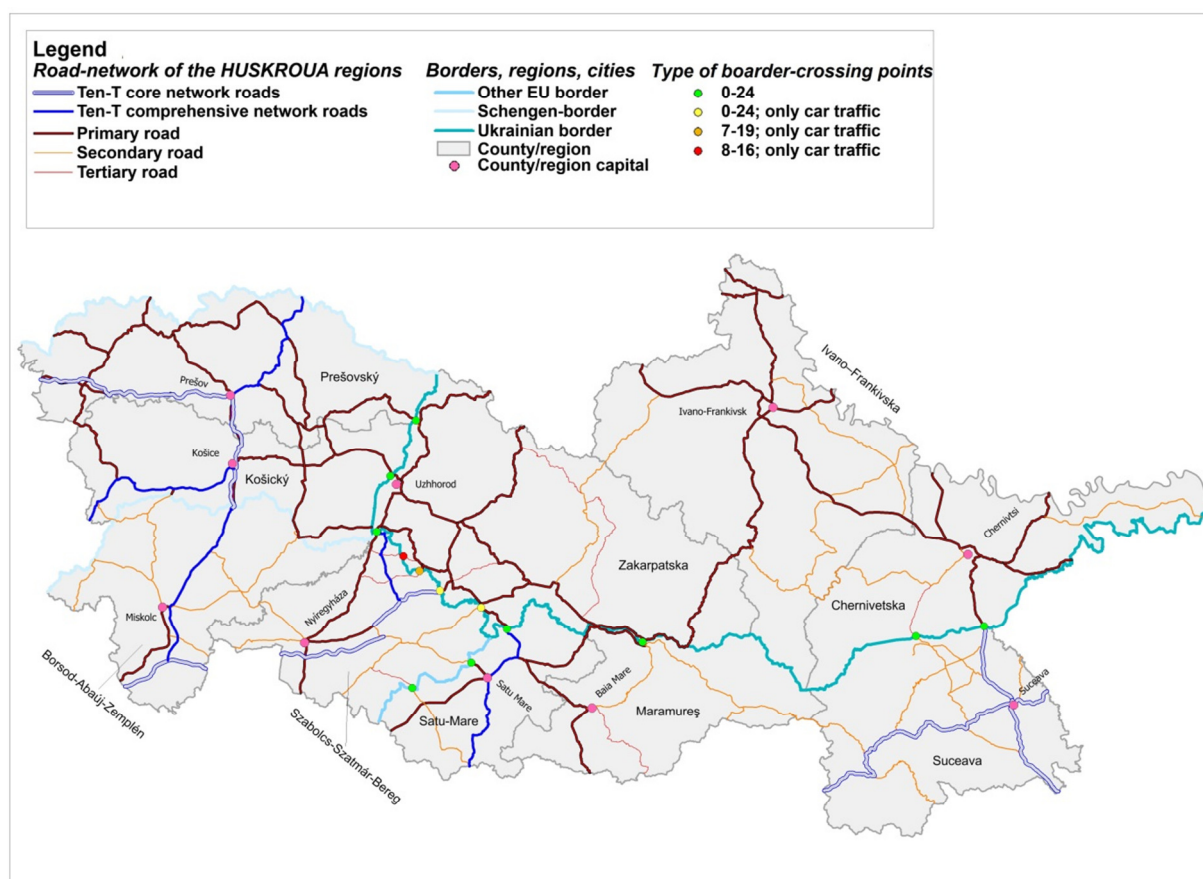 Legend
Road-network of the HUSKROUA regions
Ten-T core network roads
Ten-T comprehensive network roads
Primary road
Secondary road
Tertiary road
Borders, regions, cities
Other EU border
Schengen-border
Ukrainian border
County/region
County/region capital
Type of boarder-crossing points
0-24
0-24; only car traffic
7-19; only car traffic
8-16; only car traffic
Ivano-Frankivska
Prešovský
Prešov
Ivano-Frankivsk
Košice
Košický
Uzhhorod
Chernivtsi
Zakarpatska
Chernivetska
Nyíregyháza
Miskolc
Borsod-Abaúj-Zemplén
Szabolcs-Szatmár-Bereg
Satu Mare
Satu-Mare
Baia Mare
Maramureş
Suceava
Suceava